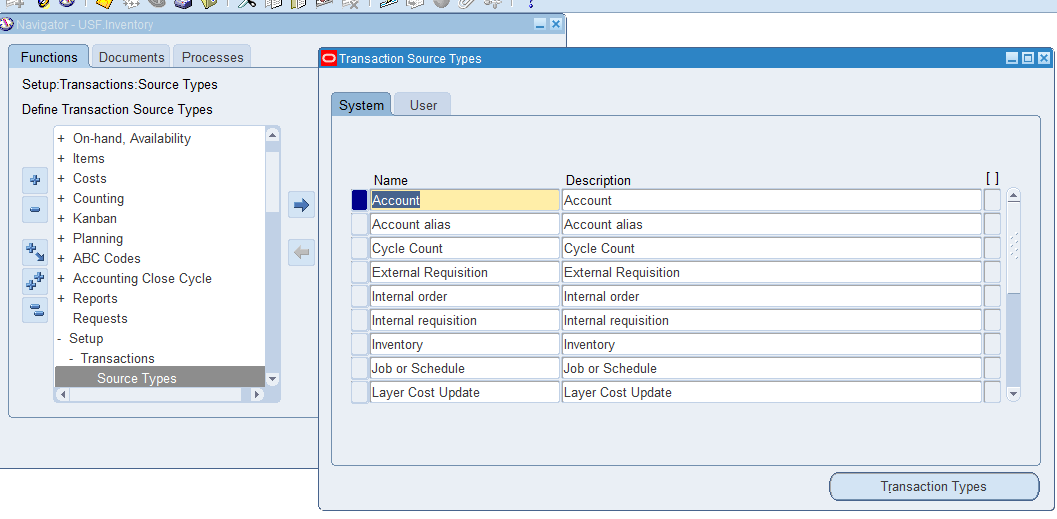 Navigator - USF.Inventory
Functions
Documents
Processes
Setup:Transactions:Source Types
Define Transaction Source Types
+ On-hand, Availability
+ Items
+ Costs
+ Counting
+ Kanban
+ Planning
+ ABC Codes
+ Accounting Close Cycle
+ Reports
Requests
- Setup
- Transactions
Source Types
Transaction Source Types
System
User
Name Description [ ]
Account Account
Account alias Account alias
Cycle Count Cycle Count
External Requisition External Requisition
Internal order Internal order
Internal requisition Internal requisition
Inventory Inventory
Job or Schedule Job or Schedule
Layer Cost Update Layer Cost Update
Transaction Types